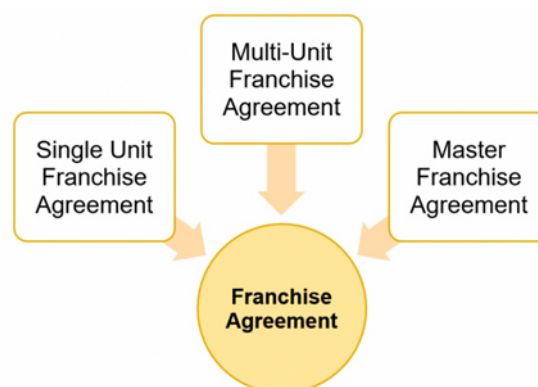 Multi-Unit
Franchise
Agreement
Single Unit
Franchise
Agreement
Master
Franchise
Agreement
Franchise
Agreement